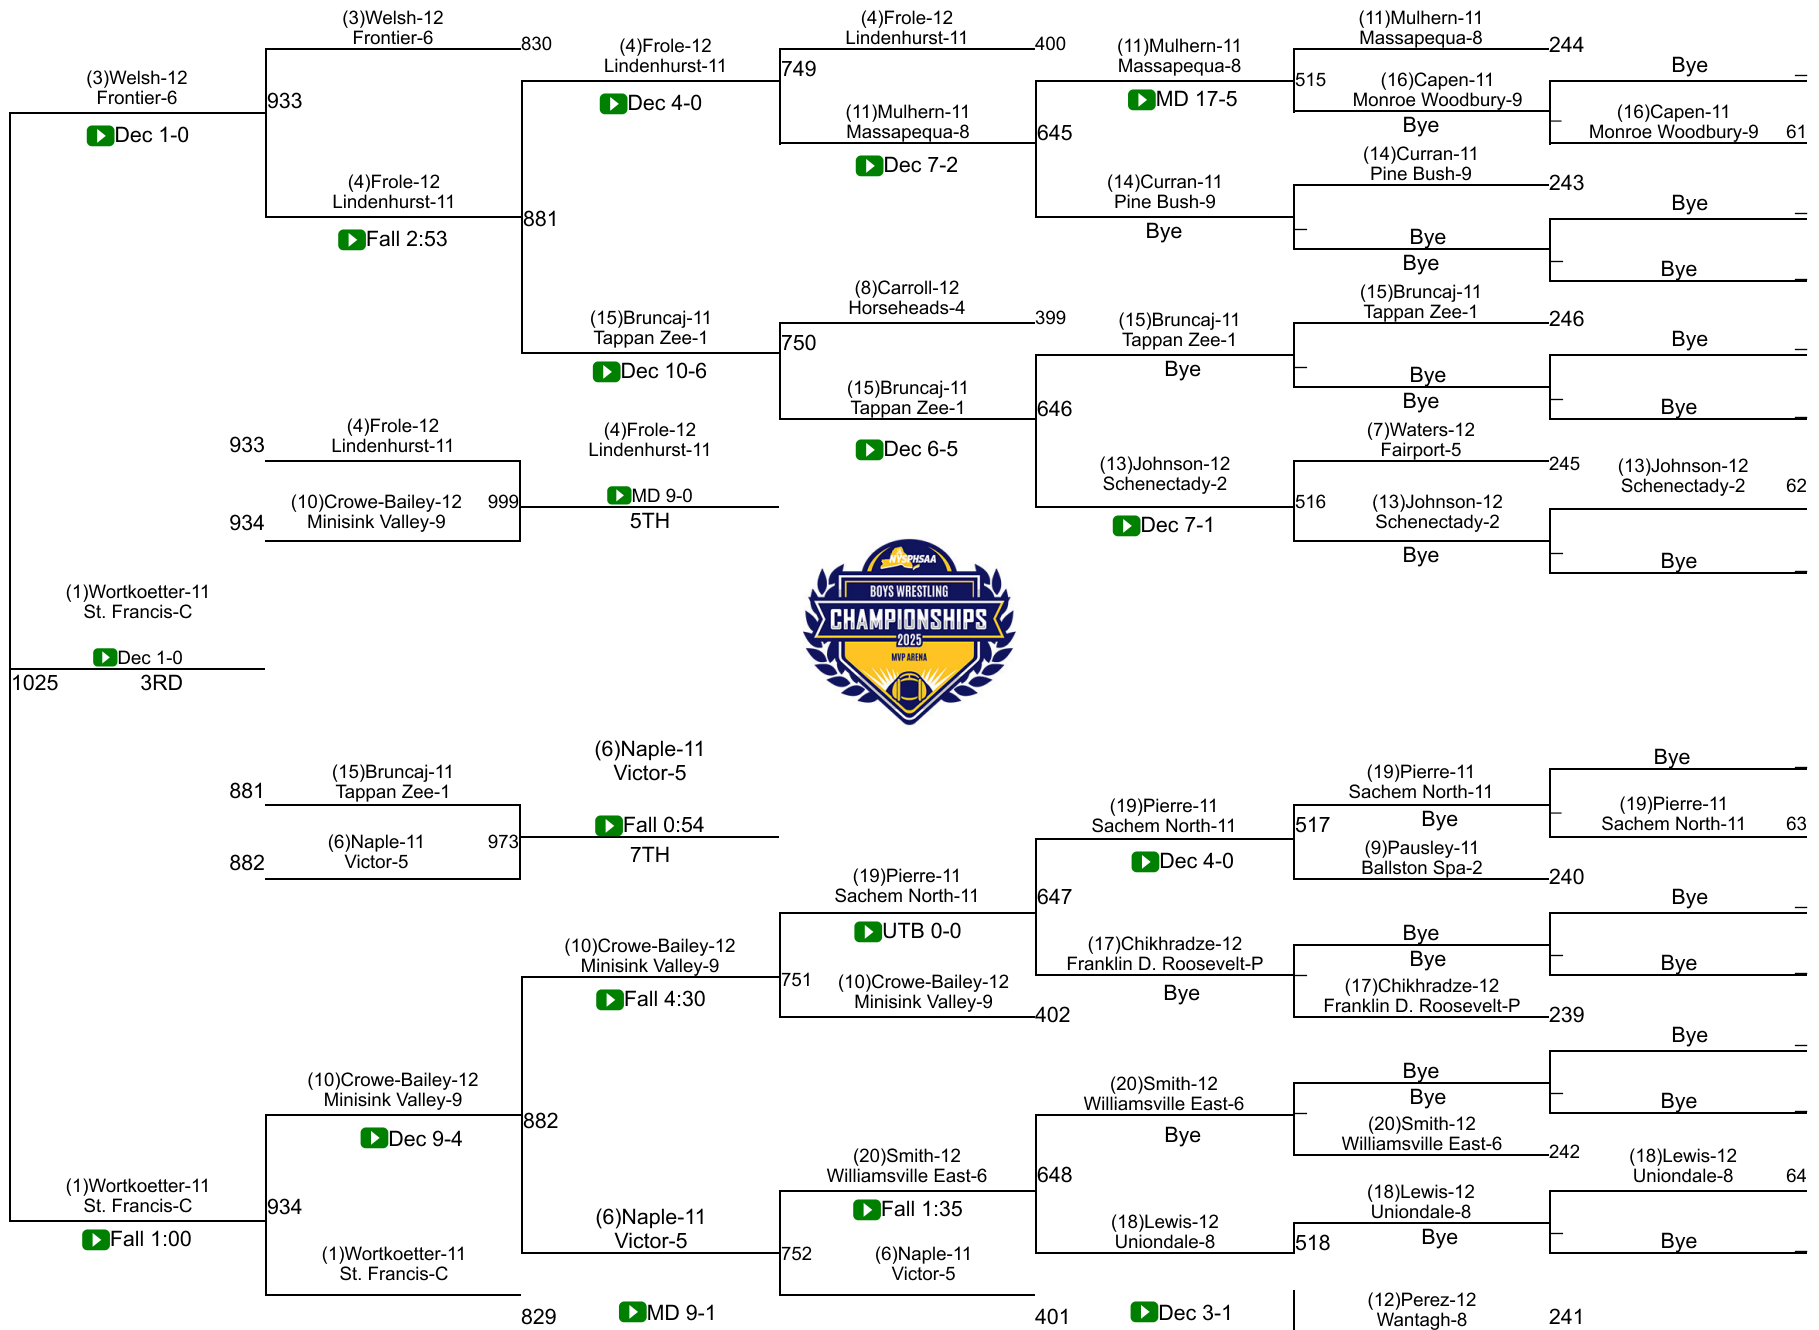 (3)Welsh-12
Frontier-6
830
(4)Frole-12
Lindenhurst-11
(4)Frole-12
Lindenhurst-11
400
(11)Mulhern-11
Massapequa-8
(11)Mulhern-11
Massapequa-8
244
Bye
(3)Welsh-12
Frontier-6
933
Dec 1-0
749
Dec 4-0
(11)Mulhern-11
Massapequa-8
645
Dec 7-2
MD 17-5
515
(16)Capen-11
Monroe Woodbury-9
Bye
(16)Capen-11
Monroe Woodbury-9
61
(4)Frole-12
Lindenhurst-11
881
Fall 2:53
(14)Curran-11
Pine Bush-9
Bye
(14)Curran-11
Pine Bush-9
243
Bye
Bye
Bye
Bye
(15)Bruncaj-11
Tappan Zee-1
750
Dec 10-6
(8)Carroll-12
Horseheads-4
399
(15)Bruncaj-11
Tappan Zee-1
Bye
(15)Bruncaj-11
Tappan Zee-1
246
Bye
Bye
Bye
Bye
(15)Bruncaj-11
Tappan Zee-1
646
Dec 6-5
933
(4)Frole-12
Lindenhurst-11
(4)Frole-12
Lindenhurst-11
934
(10)Crowe-Bailey-12
Minisink Valley-9
999
MD 9-0
5TH
(13)Johnson-12
Schenectady-2
Dec 7-1
(7)Waters-12
Fairport-5
245
516
(13)Johnson-12
Schenectady-2
Bye
(13)Johnson-12
Schenectady-2
62
Bye
NYSPHSAA
BOYS WRESTLING
CHAMPIONSHIPS
2025
MVP ARENA
(1)Wortkoetter-11
St. Francis-C
Dec 1-0
1025
3RD
881
(15)Bruncaj-11
Tappan Zee-1
882
(6)Naple-11
Victor-5
973
(6)Naple-11
Victor-5
Fall 0:54
7TH
(19)Pierre-11
Sachem North-11
Dec 4-0
(19)Pierre-11
Sachem North-11
517
Bye
(9)Pausley-11
Ballston Spa-2
240
Bye
(19)Pierre-11
Sachem North-11
63
(19)Pierre-11
Sachem North-11
647
UTB 0-0
(10)Crowe-Bailey-12
Minisink Valley-9
Fall 4:30
751
(10)Crowe-Bailey-12
Minisink Valley-9
402
(17)Chikhradze-12
Franklin D. Roosevelt-P
Bye
Bye
Bye
(17)Chikhradze-12
Franklin D. Roosevelt-P
239
Bye
Bye
(10)Crowe-Bailey-12
Minisink Valley-9
882
Dec 9-4
(20)Smith-12
Williamsville East-6
Bye
Bye
Bye
(20)Smith-12
Williamsville East-6
242
Bye
Bye
(1)Wortkoetter-11
St. Francis-C
934
Fall 1:00
(1)Wortkoetter-11
St. Francis-C
829
(6)Naple-11
Victor-5
MD 9-1
(20)Smith-12
Williamsville East-6
648
Fall 1:35
752
(6)Naple-11
Victor-5
401
(18)Lewis-12
Uniondale-8
Dec 3-1
(18)Lewis-12
Uniondale-8
518
Bye
(12)Perez-12
Wantagh-8
241
(18)Lewis-12
Uniondale-8
64
Bye